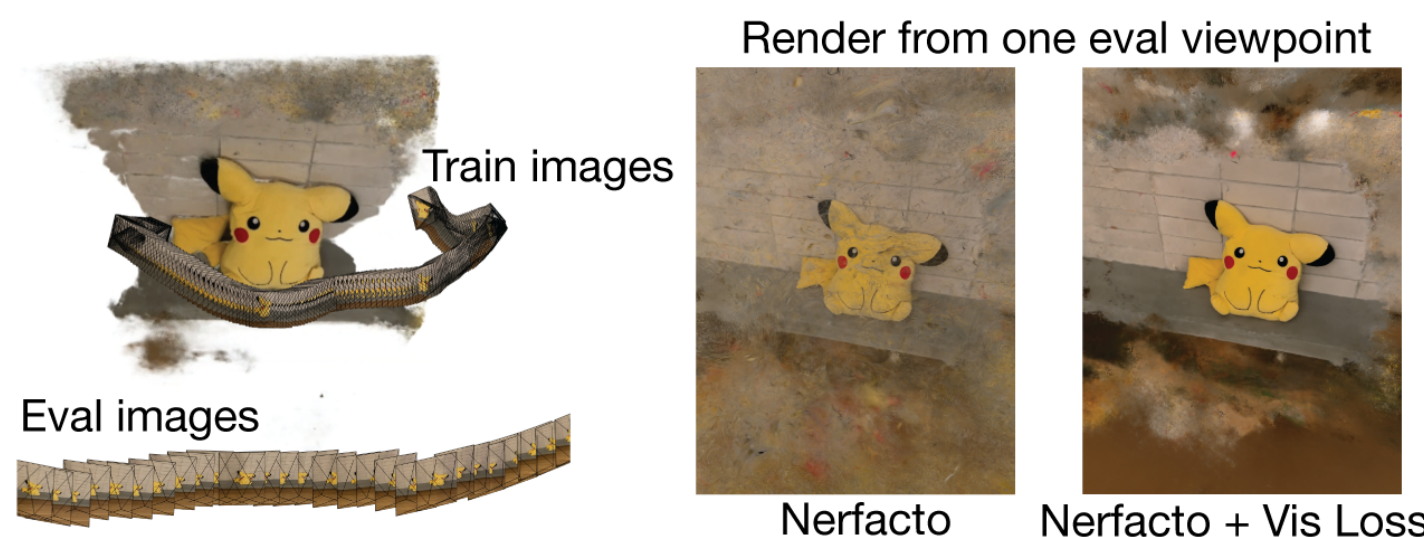 Render from one eval viewpoint
Train images
Eval images
Nerfacto
Nerfacto + Vis Loss